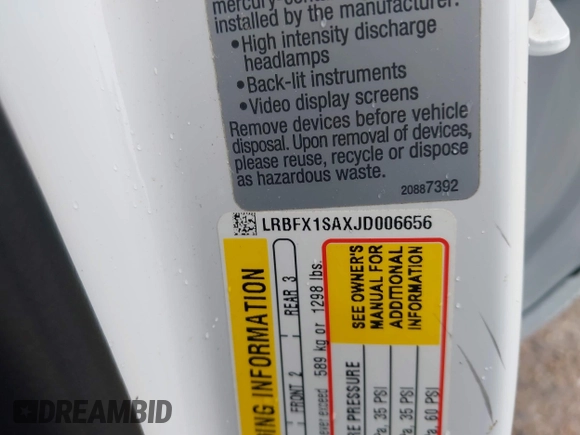 installed by the manufacturer:
• High intensity discharge
headlamps
• Back-lit instruments
• Video display screens
Remove devices before vehicle
disposal. Upon removal of devices,
please reuse, recycle or dispose
as hazardous waste.
20887392
LRBFX1SAXJD006656
INFORMATION
FRONT 2 | REAR 3
never exceed 589 kg or 1298 lbs.
SEE OWNER'S
MANUAL FOR
ADDITIONAL
INFORMATION
PRESSURE
35 PSI
35 PSI
60 PSI
DREAMBID